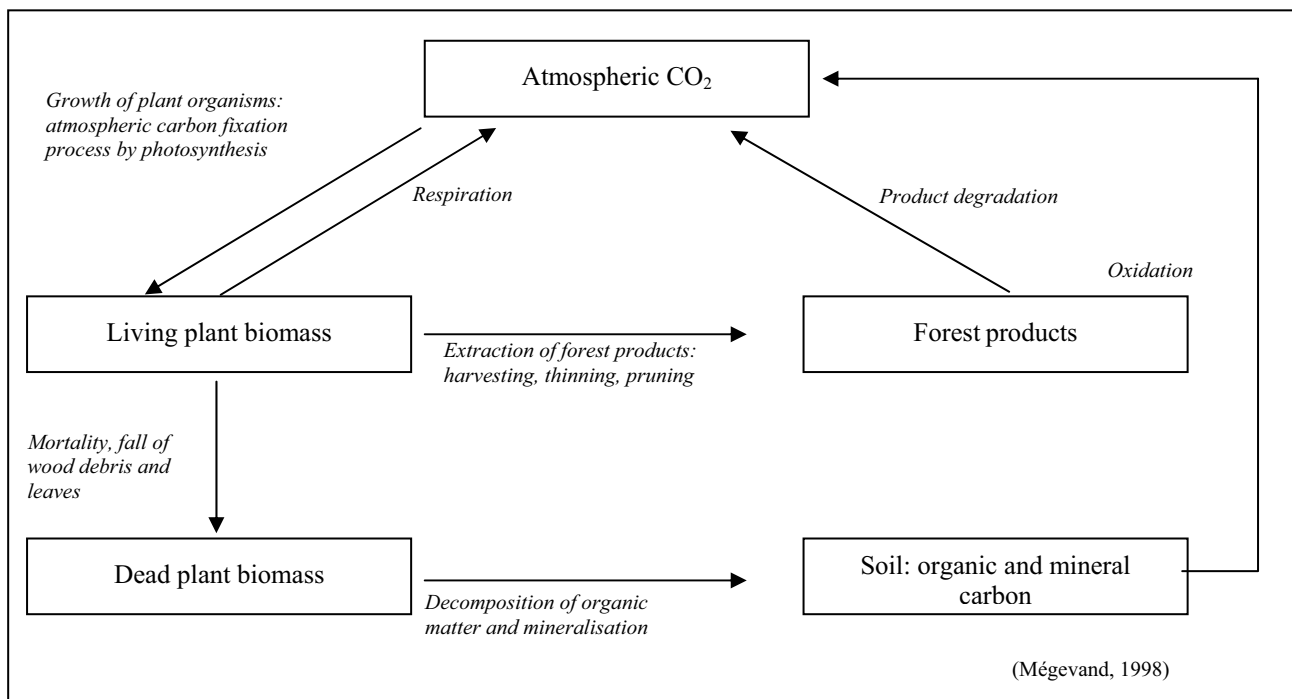 Atmospheric CO₂
Growth of plant organisms:
atmospheric carbon fixation
process by photosynthesis
Respiration
Product degradation
Oxidation
Living plant biomass
Extraction of forest products:
harvesting, thinning, pruning
Forest products
Mortality, fall of
wood debris and
leaves
Dead plant biomass
Decomposition of organic
matter and mineralisation
Soil: organic and mineral
carbon
(Mégevand, 1998)